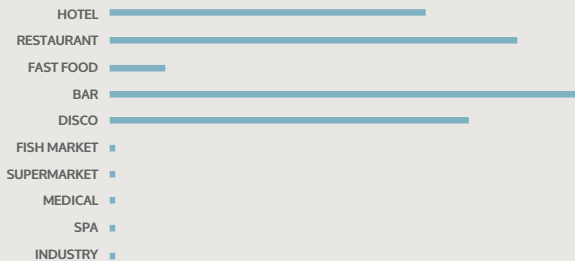 HOTEL
RESTAURANT
FAST FOOD
BAR
DISCO
FISH MARKET
SUPERMARKET
MEDICAL
SPA
INDUSTRY